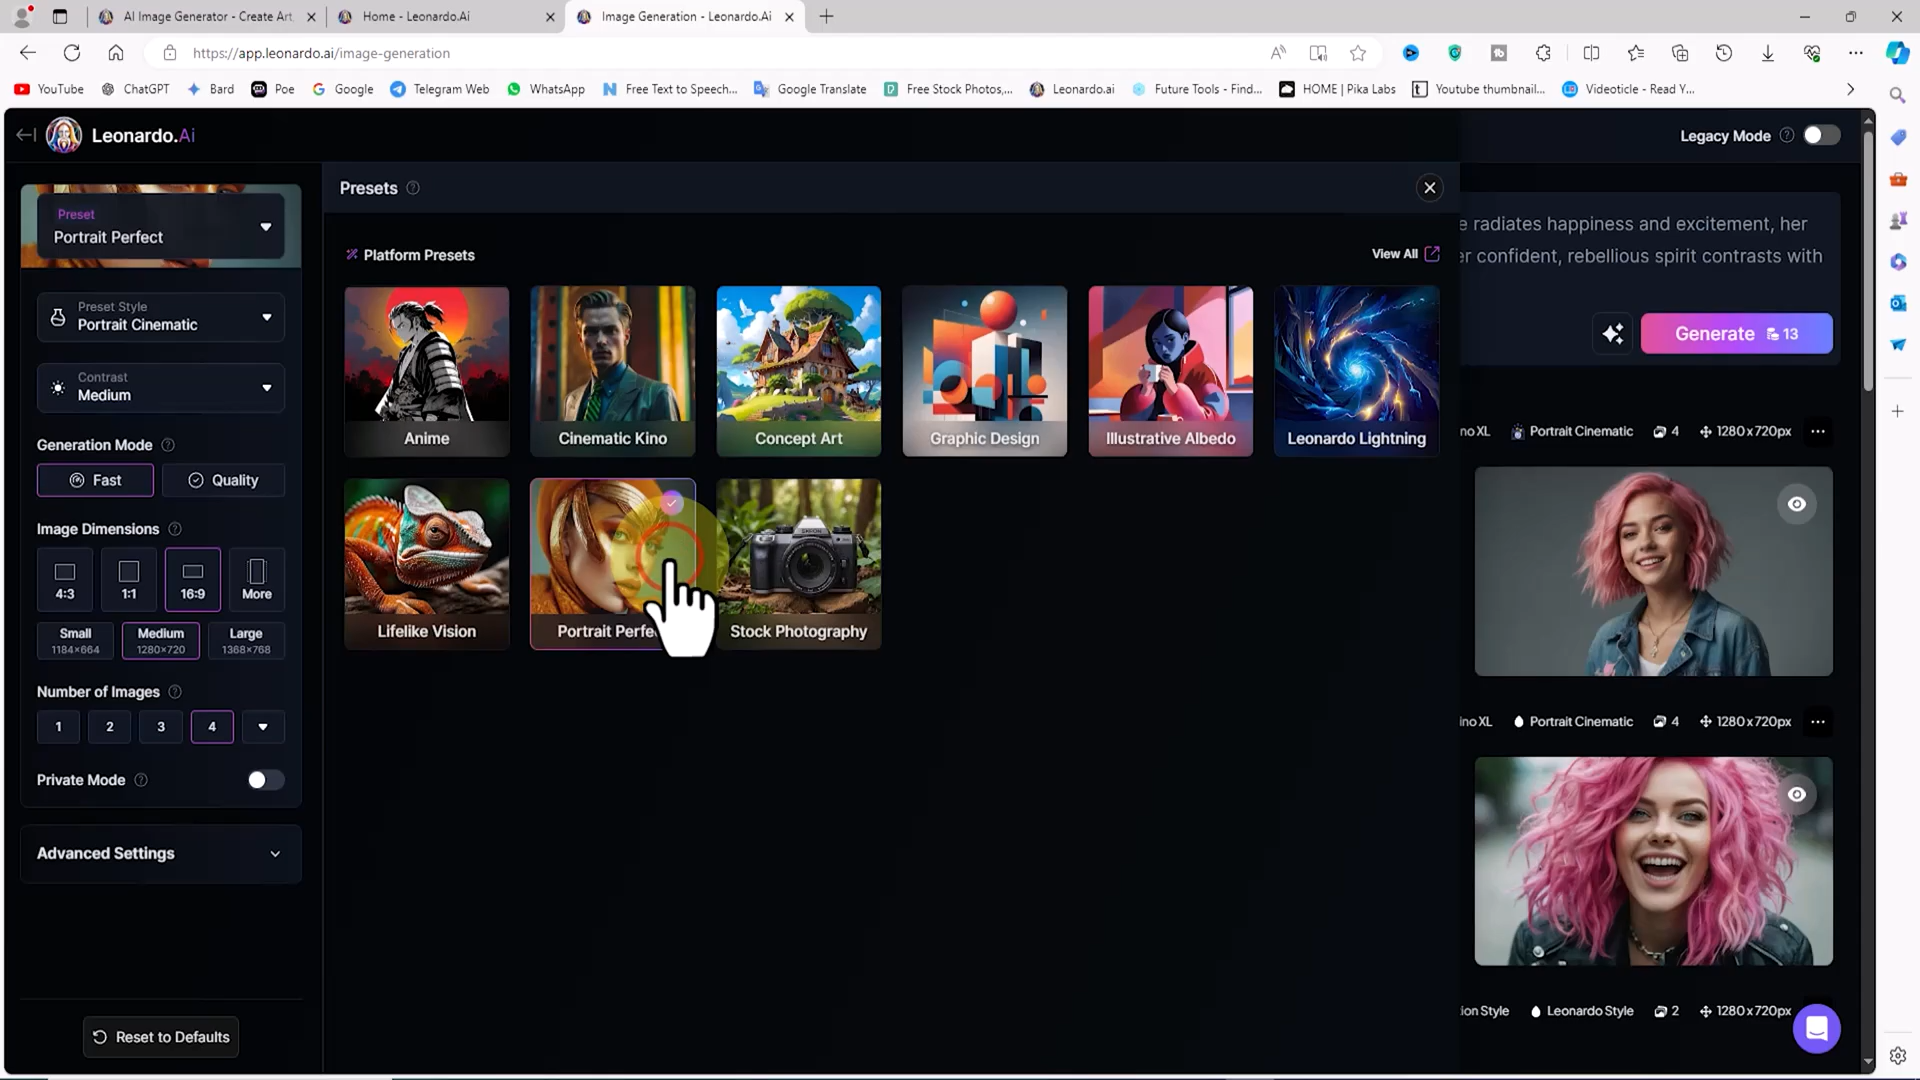 AI Image Generator - Create Art,
Home - Leonardo.Ai
Image Generation - Leonardo.Ai
https://app.leonardo.ai/image-generation
YouTube
ChatGPT
Bard
Poe
Google
Telegram Web
WhatsApp
Free Text to Speech...
Google Translate
Free Stock Photos,...
Leonardo.ai
Future Tools - Find...
HOME | Pika Labs
Youtube thumbnail...
Videoticle - Read Y...
Leonardo.Ai
Legacy Mode
Preset
Portrait Perfect
Presets
Platform Presets
View All
e radiates happiness and excitement, her
er confident, rebellious spirit contrasts with
Generate 13
Preset Style
Portrait Cinematic
Contrast
Medium
Generation Mode
Fast
Quality
Image Dimensions
4:3
1:1
16:9
More
Small
1184×664
Medium
1280×720
Large
1368×768
Number of Images
1
2
3
4
Private Mode
Advanced Settings
Reset to Defaults
Anime
Cinematic Kino
Concept Art
Graphic Design
Illustrative Albedo
Leonardo Lightning
Lifelike Vision
Portrait Perfe
Stock Photography
no XL
Portrait Cinematic
4
1280x720px
ino XL
Portrait Cinematic
4
1280x720px
ion Style
Leonardo Style
2
1280x720px